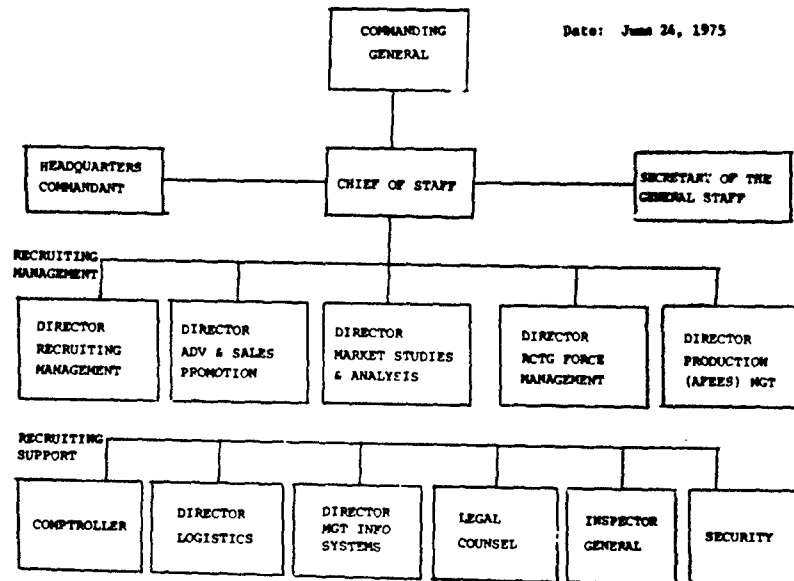 COMMANDING
GENERAL
Date: June 24, 1975
HEADQUARTERS
COMMANDANT
CHIEF OF STAFF
SECRETARY OF THE
GENERAL STAFF
RECRUITING
MANAGEMENT
DIRECTOR
RECRUITING
MANAGEMENT
DIRECTOR
ADV & SALES
PROMOTION
DIRECTOR
MARKET STUDIES
& ANALYSIS
DIRECTOR
RCTG FORCE
MANAGEMENT
DIRECTOR
PRODUCTION
(AFEES) MGT
RECRUITING
SUPPORT
COMPTROLLER
DIRECTOR
LOGISTICS
DIRECTOR
MGT INFO
SYSTEMS
LEGAL
COUNSEL
INSPECTOR
GENERAL
SECURITY